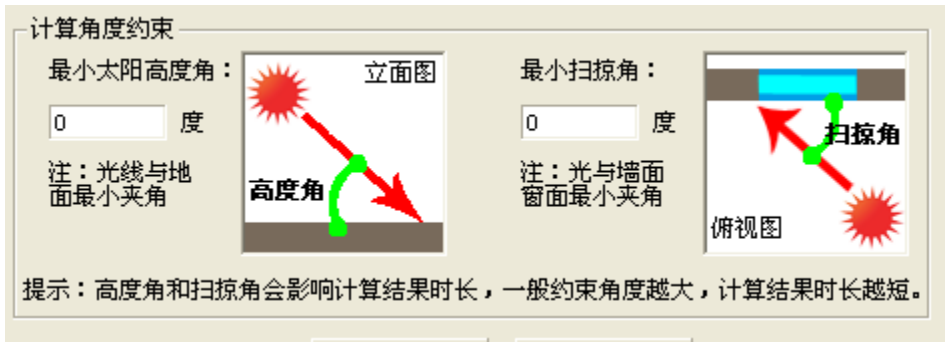 计算角度约束
最小太阳高度角：
0 度
注：光线与地
面最小夹角
立面图
高度角
最小扫掠角：
0 度
注：光与墙面
窗面最小夹角
扫掠角
俯视图
提示：高度角和扫掠角会影响计算结果时长，一般约束角度越大，计算结果时长越短。